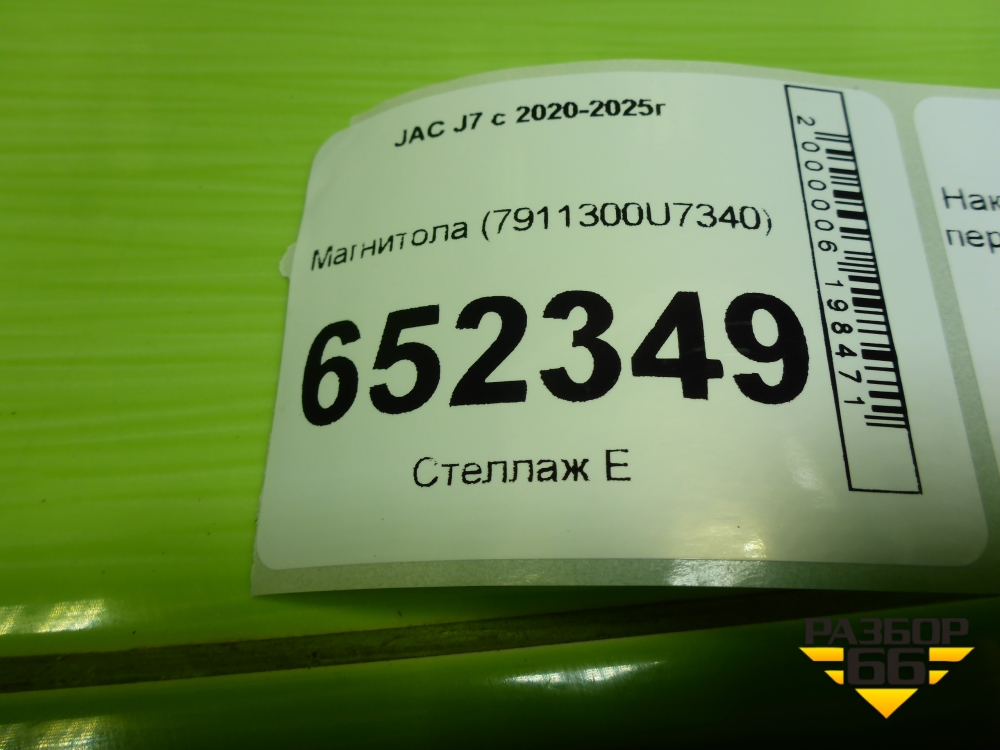 JAC J7 с 2020-2025г
Магнитола (7911300U7340)
652349
Стеллаж Е
2000006198471
Нак
пер
РАЗБОР
66